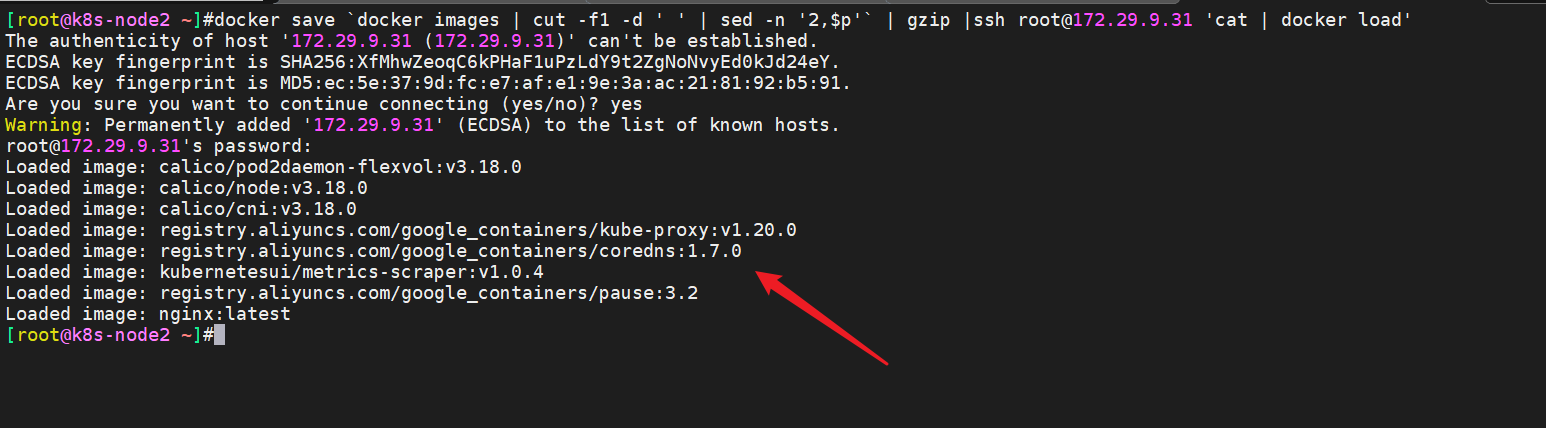 [root@k8s-node2 ~]#docker save `docker images | cut -f1 -d ' ' | sed -n '2,$p'` | gzip |ssh root@172.29.9.31 'cat | docker load'
The authenticity of host '172.29.9.31 (172.29.9.31)' can't be established.
ECDSA key fingerprint is SHA256:XfMhwZeoqC6kPHaF1uPzLdY9t2ZgNoNvyEd0kJd24eY.
ECDSA key fingerprint is MD5:ec:5e:37:9d:fc:e7:af:e1:9e:3a:ac:21:81:92:b5:91.
Are you sure you want to continue connecting (yes/no)? yes
Warning: Permanently added '172.29.9.31' (ECDSA) to the list of known hosts.
root@172.29.9.31's password:
Loaded image: calico/pod2daemon-flexvol:v3.18.0
Loaded image: calico/node:v3.18.0
Loaded image: calico/cni:v3.18.0
Loaded image: registry.aliyuncs.com/google_containers/kube-proxy:v1.20.0
Loaded image: registry.aliyuncs.com/google_containers/coredns:1.7.0
Loaded image: kubernetesui/metrics-scraper:v1.0.4
Loaded image: registry.aliyuncs.com/google_containers/pause:3.2
Loaded image: nginx:latest
[root@k8s-node2 ~]#